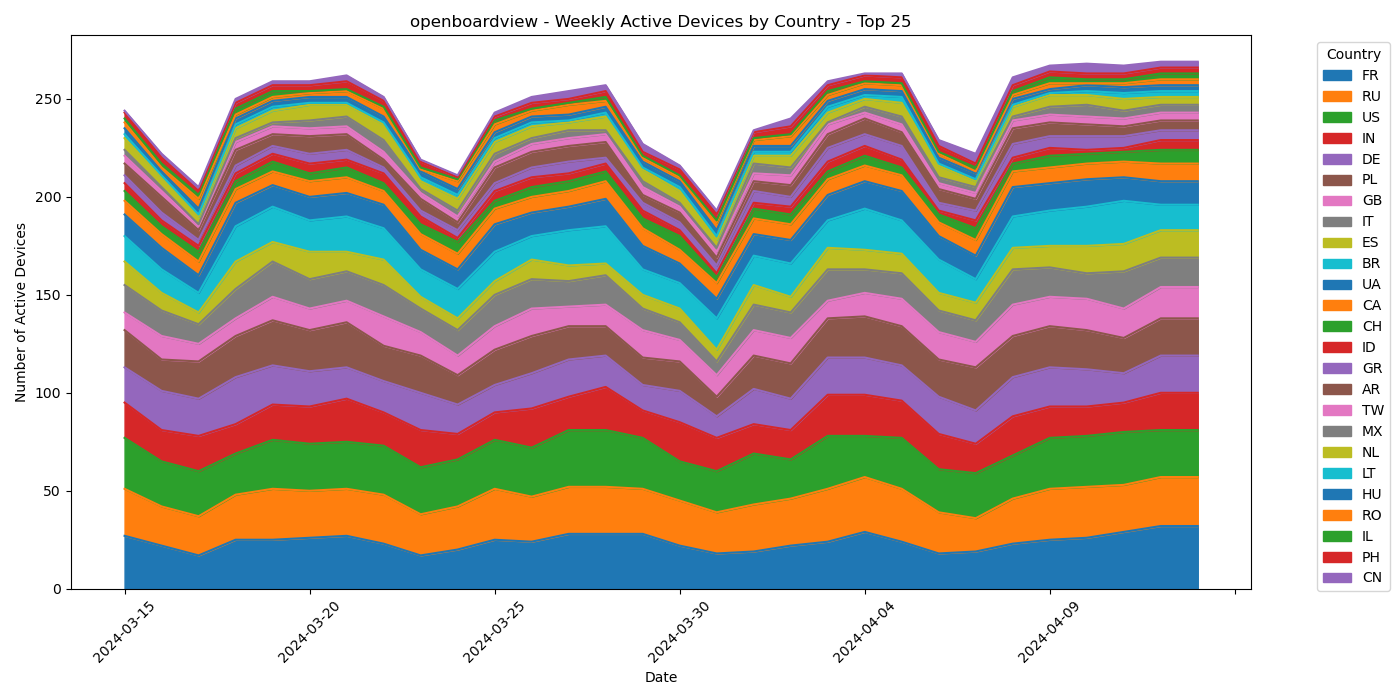 openboardview - Weekly Active Devices by Country - Top 25
Number of Active Devices
250
200
150
100
50
0
2024-03-15
2024-03-20
2024-03-25
2024-03-30
2024-04-04
2024-04-09
Date
Country
FR
RU
US
IN
DE
PL
GB
IT
ES
BR
UA
CA
CH
ID
GR
AR
TW
MX
NL
LT
HU
RO
IL
PH
CN